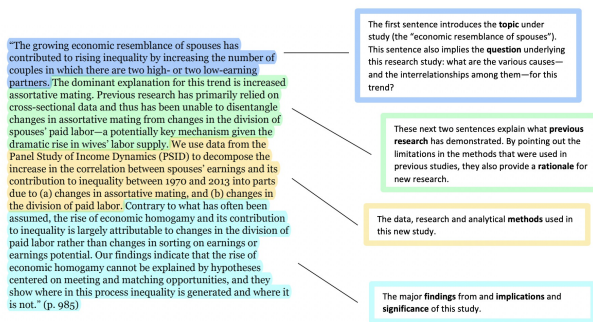 “The growing economic resemblance of spouses has
contributed to rising inequality by increasing the number of
couples in which there are two high- or two low-earning
partners. The dominant explanation for this trend is increased
assortative mating. Previous research has primarily relied on
cross-sectional data and thus has been unable to disentangle
changes in assortative mating from changes in the division of
spouses’ paid labor—a potentially key mechanism given the
dramatic rise in wives’ labor supply. We use data from the
Panel Study of Income Dynamics (PSID) to decompose the
increase in the correlation between spouses’ earnings and
its contribution to inequality between 1970 and 2013 into parts
due to (a) changes in assortative mating, and (b) changes in
the division of paid labor. Contrary to what has often been
assumed, the rise of economic homogamy and its contribution
to inequality is largely attributable to changes in the division of
paid labor rather than changes in sorting on earnings or
earnings potential. Our findings indicate that the rise of
economic homogamy cannot be explained by hypotheses
centered on meeting and matching opportunities, and they
show where in this process inequality is generated and where it
is not.” (p. 985)
The first sentence introduces the topic under
study (the “economic resemblance of spouses”).
This sentence also implies the question underlying
this research study: what are the various causes—
and the interrelationships among them—for this
trend?
These next two sentences explain what previous
research has demonstrated. By pointing out the
limitations in the methods that were used in
previous studies, they also provide a rationale for
new research.
The data, research and analytical methods used in
this new study.
The major findings from and implications and
significance of this study.